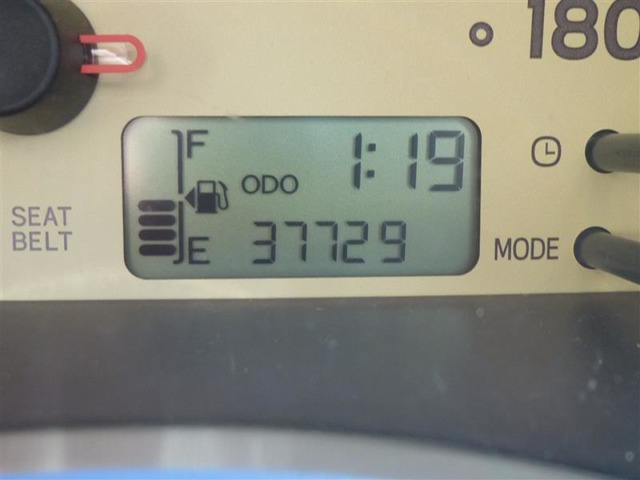 180
F
1:19
ODO
SEAT
BELT
E
37729
MODE